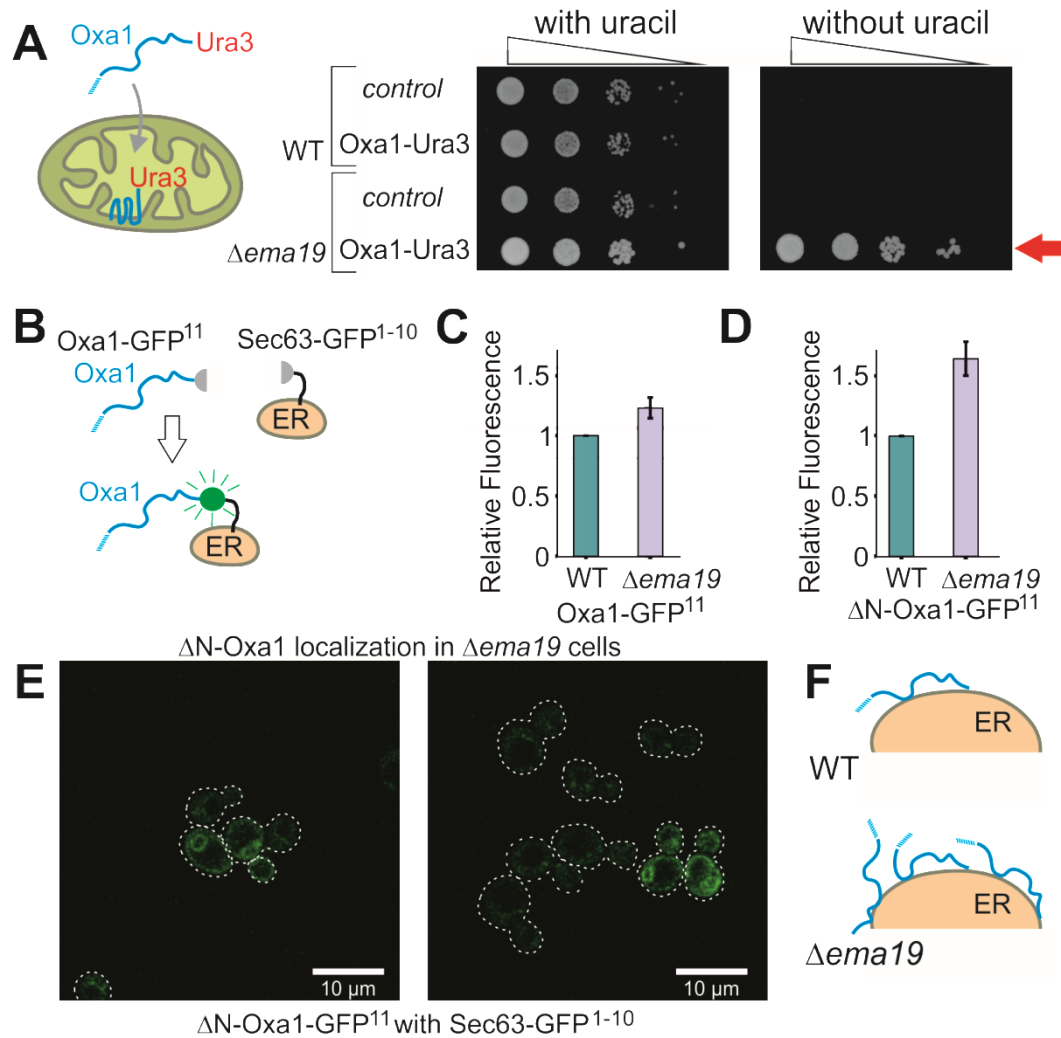 A
Oxa1
Ura3
Ura3
with uracil
without uracil
WT
control
Oxa1-Ura3
Δema19
control
Oxa1-Ura3
B
Oxa1-GFP¹¹
Sec63-GFP¹⁻¹⁰
Oxa1
ER
Oxa1
ER
C
Relative Fluorescence
1.5
1
0.5
0
WT
Δema19
Oxa1-GFP¹¹
D
Relative Fluorescence
1.5
1
0.5
0
WT
Δema19
ΔN-Oxa1-GFP¹¹
ΔN-Oxa1 localization in Δema19 cells
E
10 µm
10 µm
ΔN-Oxa1-GFP¹¹ with Sec63-GFP¹⁻¹⁰
F
ER
WT
ER
Δema19